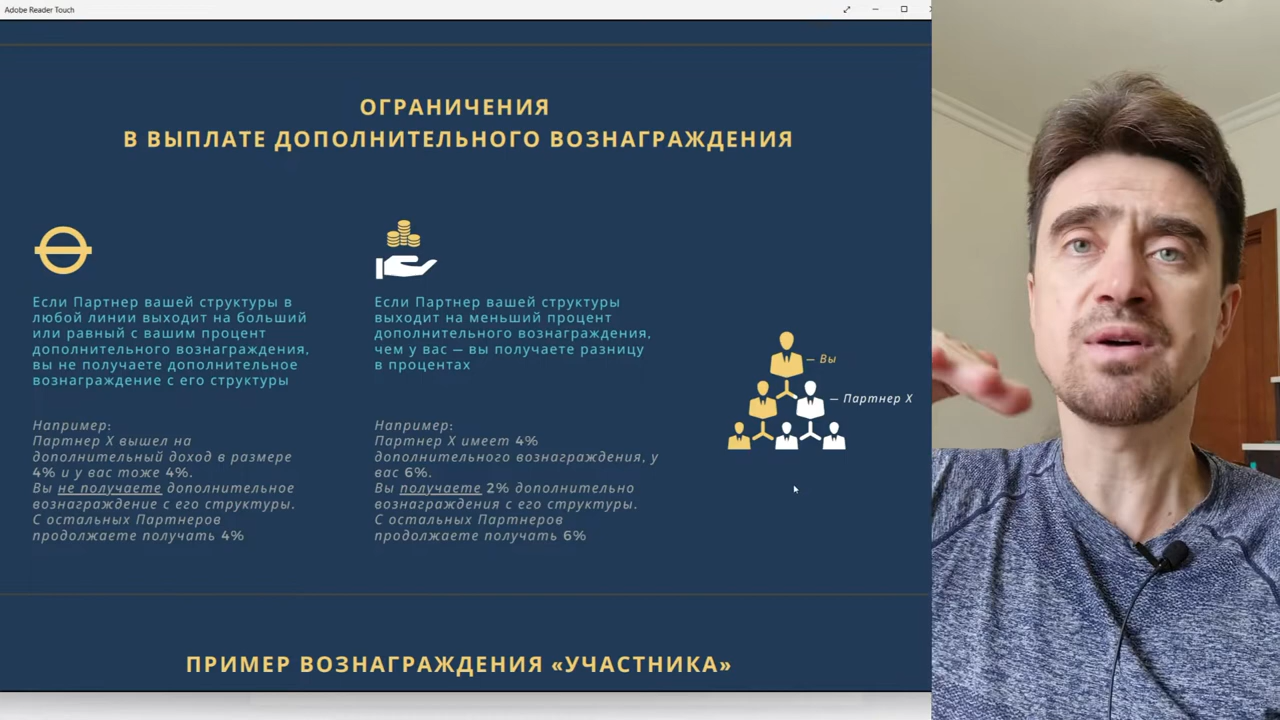 Adobe Reader Touch
ОГРАНИЧЕНИЯ
В ВЫПЛАТЕ ДОПОЛНИТЕЛЬНОГО ВОЗНАГРАЖДЕНИЯ
Если Партнер вашей структуры в
любой линии выходит на больший
или равный с вашим процент
дополнительного вознаграждения,
вы не получаете дополнительное
вознаграждение с его структуры
Например:
Партнер X вышел на
дополнительный доход в размере
4% и у вас тоже 4%.
Вы не получаете дополнительное
вознаграждение с его структуры.
С остальных Партнеров
продолжаете получать 4%
Если Партнер вашей структуры
выходит на меньший процент
дополнительного вознаграждения,
чем у вас — вы получаете разницу
в процентах
Например:
Партнер X имеет 4%
дополнительного вознаграждения, у
вас 6%.
Вы получаете 2% дополнительно
вознаграждения с его структуры.
С остальных Партнеров
продолжаете получать 6%
— Вы
— Партнер X
ПРИМЕР ВОЗНАГРАЖДЕНИЯ «УЧАСТНИКА»